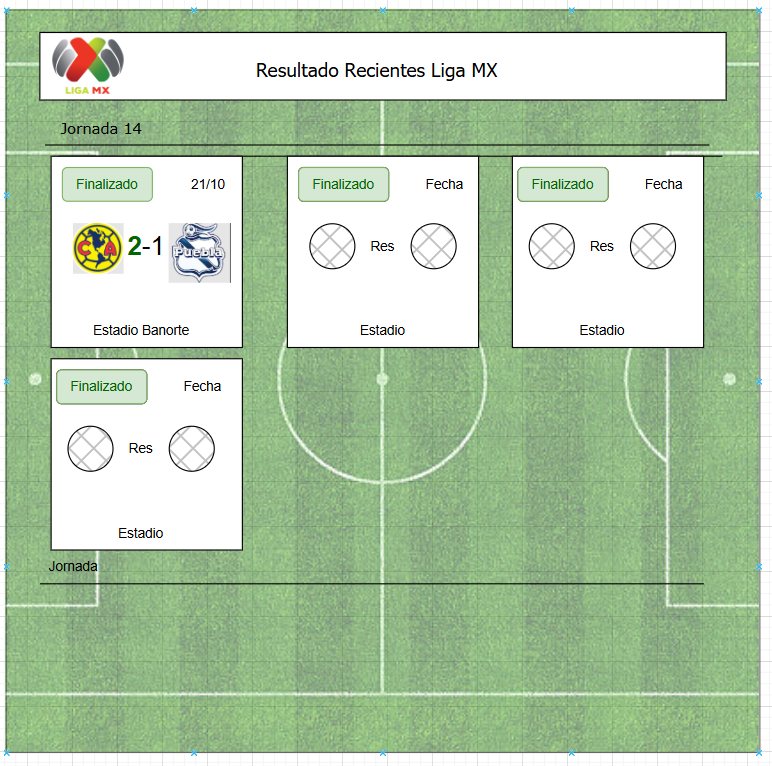 LIGA MX
Resultado Recientes Liga MX
Jornada 14
Finalizado
21/10
CA
2-1
Puebla
Estadio Banorte
Finalizado
Fecha
Res
Estadio
Finalizado
Fecha
Res
Estadio
Finalizado
Fecha
Res
Estadio
Jornada